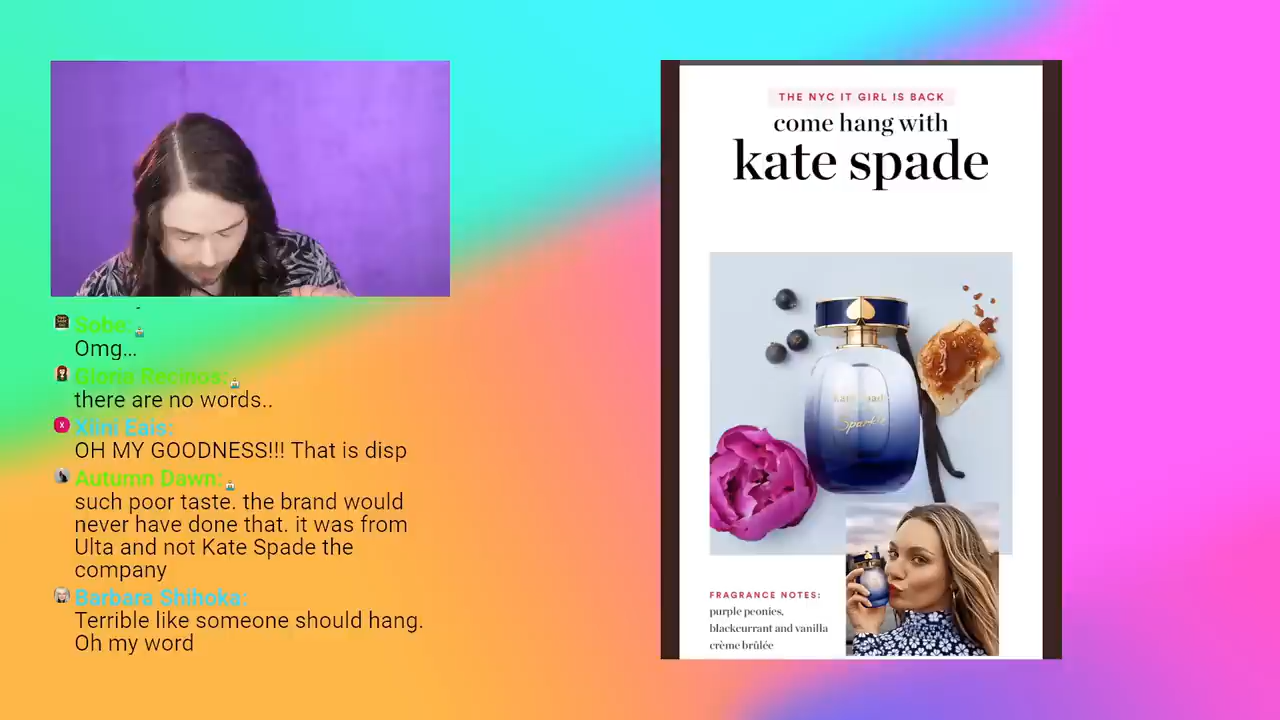 Sobe:
Omg...
Gloria Recinos:
there are no words..
X
Xlini Eais:
OH MY GOODNESS!!! That is disp
Autumn Dawn:
such poor taste. the brand would
never have done that. it was from
Ulta and not Kate Spade the
company
Barbara Shihoka:
Terrible like someone should hang.
Oh my word
THE NYC IT GIRL IS BACK
come hang with
kate spade
kate spade
Sparkle
FRAGRANCE NOTES:
purple peonies,
blackcurrant and vanilla
crème brûlée